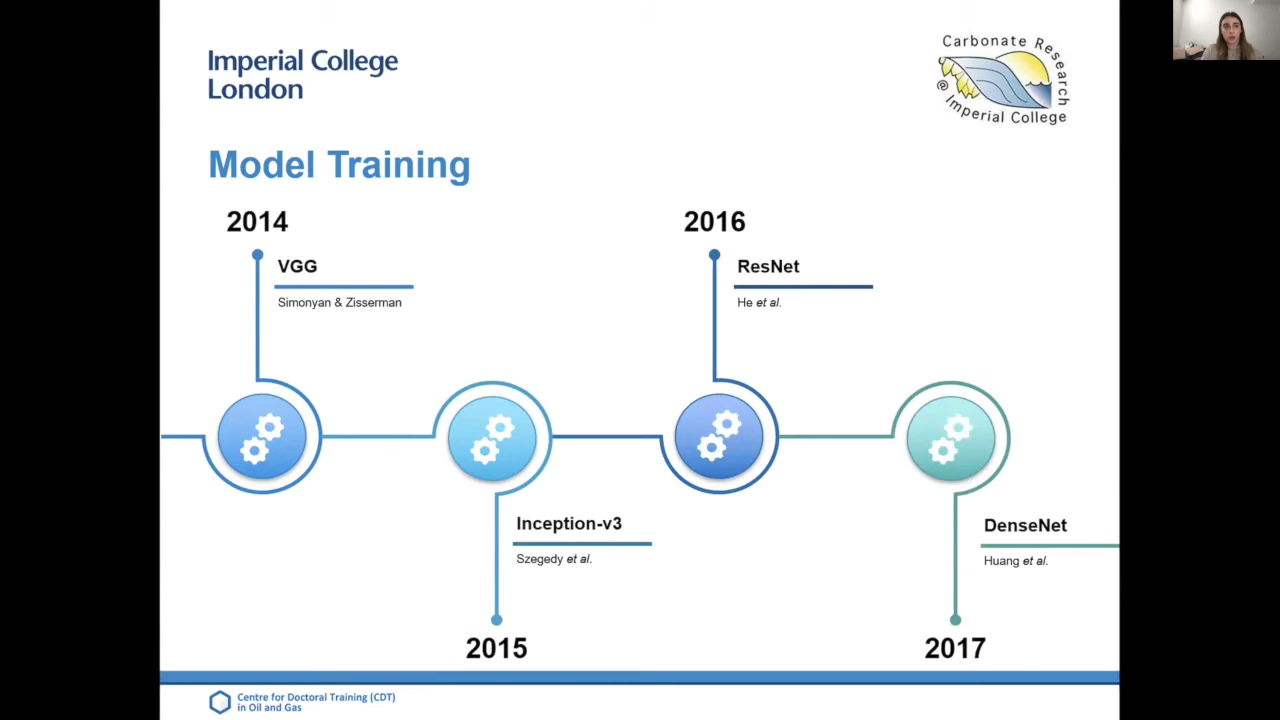 Imperial College
London
Carbonate Research
@ Imperial College
Model Training
2014
VGG
Simonyan & Zisserman
2016
ResNet
He et al.
Inception-v3
Szegedy et al.
2015
DenseNet
Huang et al.
2017
Centre for Doctoral Training (CDT)
in Oil and Gas